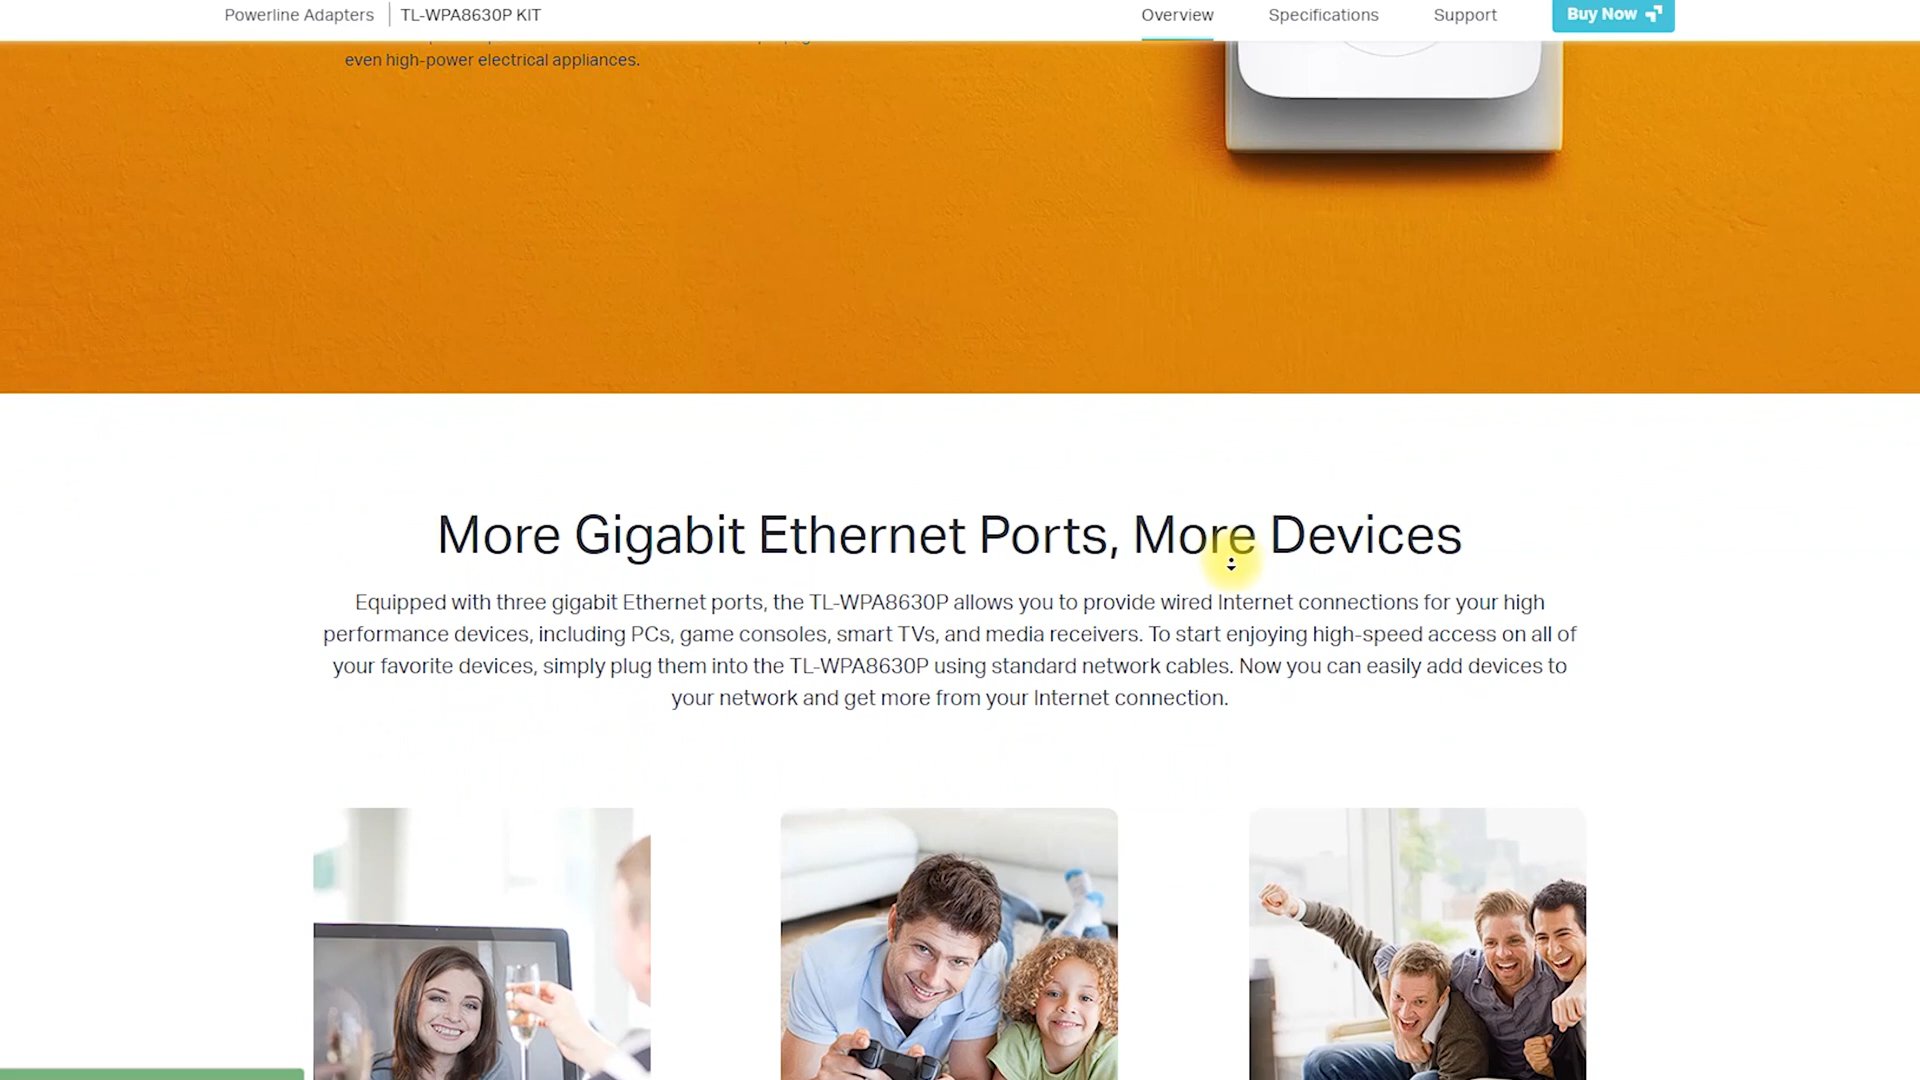 Powerline Adapters | TL-WPA8630P KIT
Overview
Specifications
Support
Buy Now
even high-power electrical appliances.
More Gigabit Ethernet Ports, More Devices
Equipped with three gigabit Ethernet ports, the TL-WPA8630P allows you to provide wired Internet connections for your high
performance devices, including PCs, game consoles, smart TVs, and media receivers. To start enjoying high-speed access on all of
your favorite devices, simply plug them into the TL-WPA8630P using standard network cables. Now you can easily add devices to
your network and get more from your Internet connection.